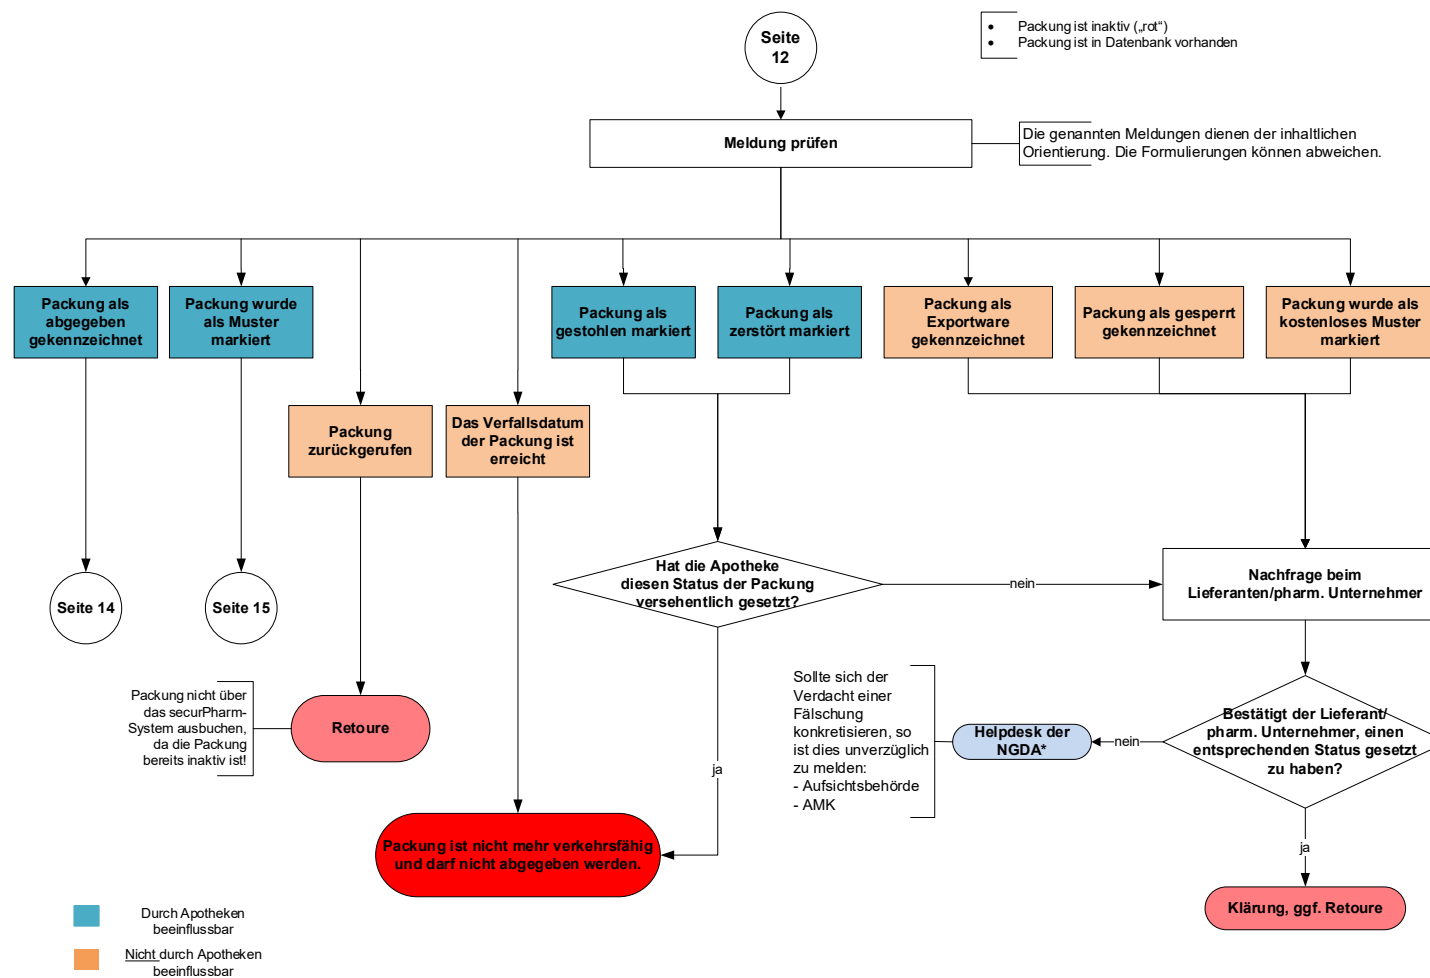 Seite
12
• Packung ist inaktiv („rot“)
• Packung ist in Datenbank vorhanden
Meldung prüfen
Die genannten Meldungen dienen der inhaltlichen
Orientierung. Die Formulierungen können abweichen.
Packung als
abgegeben
gekennzeichnet
Packung wurde
als Muster
markiert
Packung als
gestohlen markiert
Packung als
zerstört markiert
Packung als
Exportware
gekennzeichnet
Packung als gesperrt
gekennzeichnet
Packung wurde als
kostenloses Muster
markiert
Packung
zurückgerufen
Das Verfallsdatum
der Packung ist
erreicht
Seite 14
Seite 15
Hat die Apotheke
diesen Status der Packung
versehentlich gesetzt?
nein
Nachfrage beim
Lieferanten/pharm. Unternehmer
Packung nicht über
das securPharm-
System ausbuchen,
da die Packung
bereits inaktiv ist!
Retoure
ja
Sollte sich der
Verdacht einer
Fälschung
konkretisieren, so
ist dies unverzüglich
zu melden:
- Aufsichtsbehörde
- AMK
Helpdesk der
NGDA*
nein
Bestätigt der Lieferant/
pharm. Unternehmer, einen
entsprechenden Status gesetzt
zu haben?
Packung ist nicht mehr verkehrsfähig
und darf nicht abgegeben werden.
ja
Klärung, ggf. Retoure
Durch Apotheken
beeinflussbar
Nicht durch Apotheken
beeinflussbar